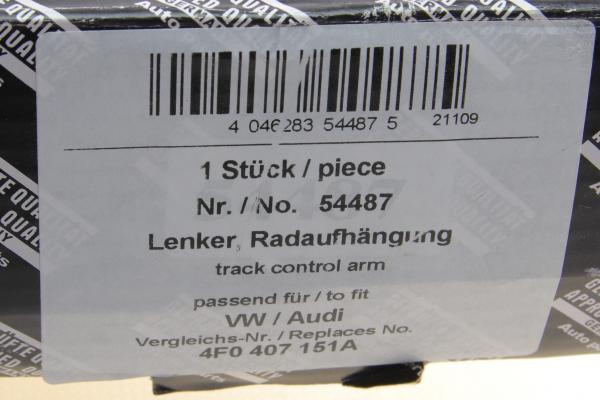 4 046283 54487 5 21109
1 Stück / piece
Nr. / No. 54487
Lenker, Radaufhängung
track control arm
passend für / to fit
VW / Audi
Vergleichs-Nr. / Replaces No.
4F0 407 151A